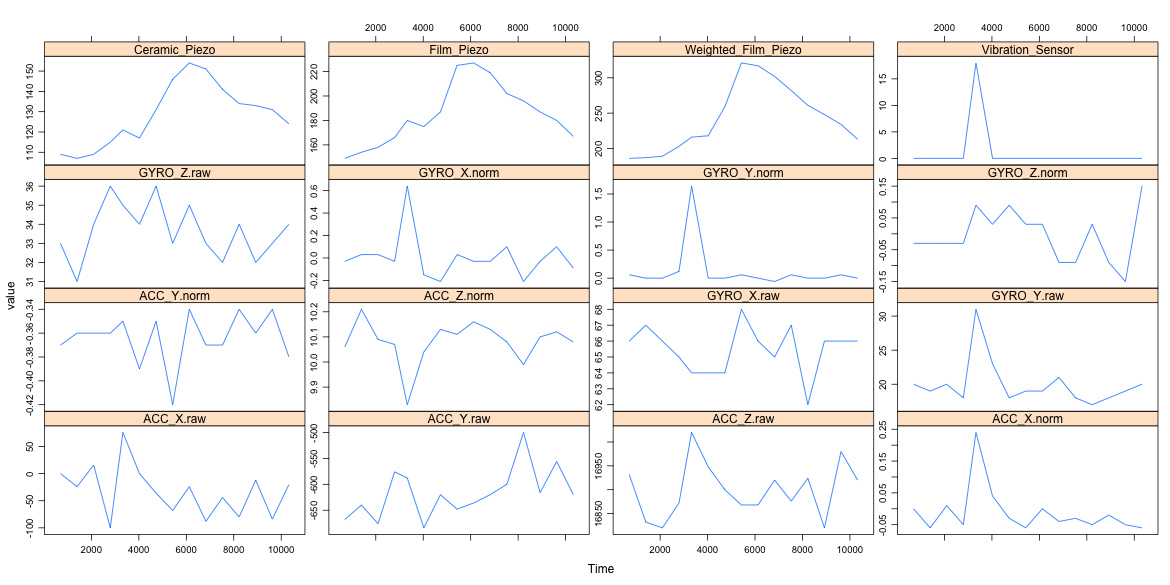 2000 4000 6000 8000 10000 2000 4000 6000 8000 10000
Ceramic_Piezo Film_Piezo Weighted_Film_Piezo Vibration_Sensor
110 120 130 140 150 160 180 200 220 200 250 300 0 5 10 15
GYRO_Z.raw GYRO_X.norm GYRO_Y.norm GYRO_Z.norm
31 32 33 34 35 36 -0.2 0.0 0.2 0.4 0.6 0.0 0.5 1.0 1.5 -0.15 -0.05 0.05 0.15
ACC_Y.norm ACC_Z.norm GYRO_X.raw GYRO_Y.raw
-0.42 -0.40 -0.38 -0.36 -0.34 9.9 10.0 10.1 10.2 62 63 64 65 66 67 68 20 25 30
ACC_X.raw ACC_Y.raw ACC_Z.raw ACC_X.norm
-100 -50 0 50 -650 -600 -550 -500 16850 16950 -0.05 0.05 0.15 0.25
2000 4000 6000 8000 10000 2000 4000 6000 8000 10000
value
Time